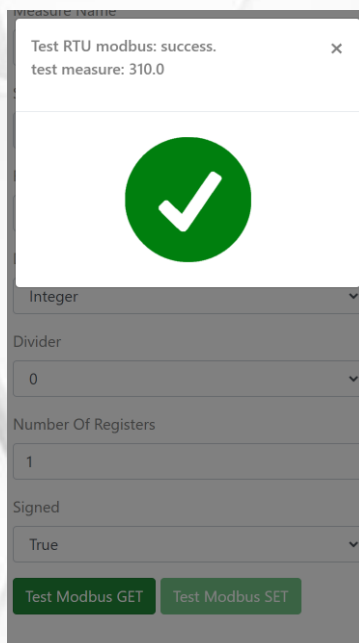 Measure Name
Test RTU modbus: success.
×
test measure: 310.0
Integer
Divider
0
Number Of Registers
1
Signed
True
Test Modbus GET
Test Modbus SET